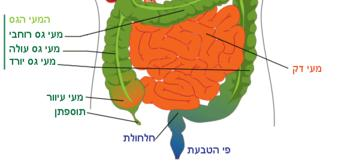 המעי הגס
מעי גס רוחבי
מעי גס עולה
מעי גס יורד
מעי דק
מעי עיוור
תוספתן
חלחולת
פי הטבעת